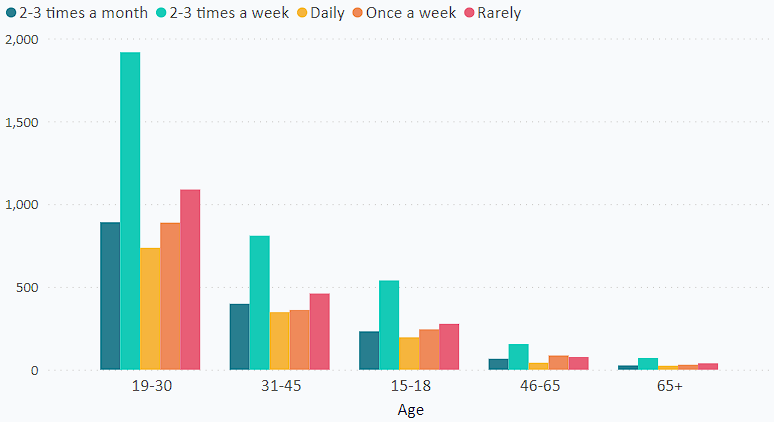 2-3 times a month 2-3 times a week Daily Once a week Rarely
2,000
1,500
1,000
500
0
19-30 31-45 15-18 46-65 65+
Age